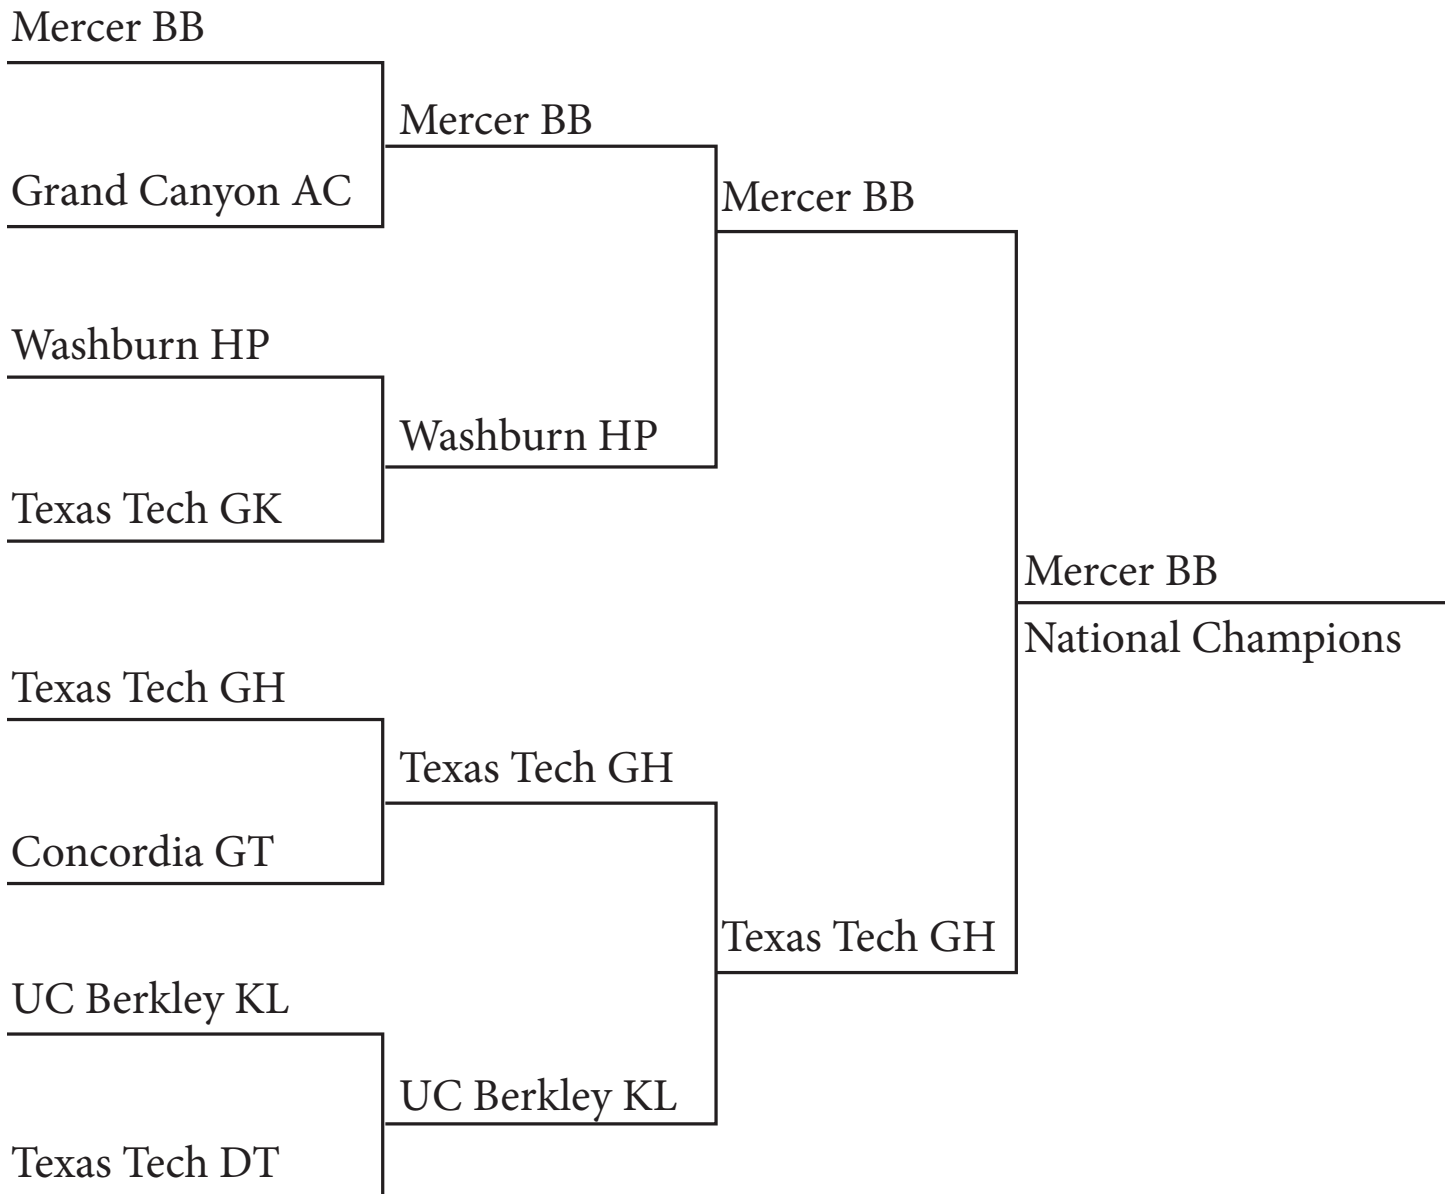 Mercer BB
Grand Canyon AC
Washburn HP
Texas Tech GK
Texas Tech GH
Concordia GT
UC Berkley KL
Texas Tech DT
Mercer BB
Washburn HP
Texas Tech GH
UC Berkley KL
Mercer BB
Texas Tech GH
Mercer BB
National Champions